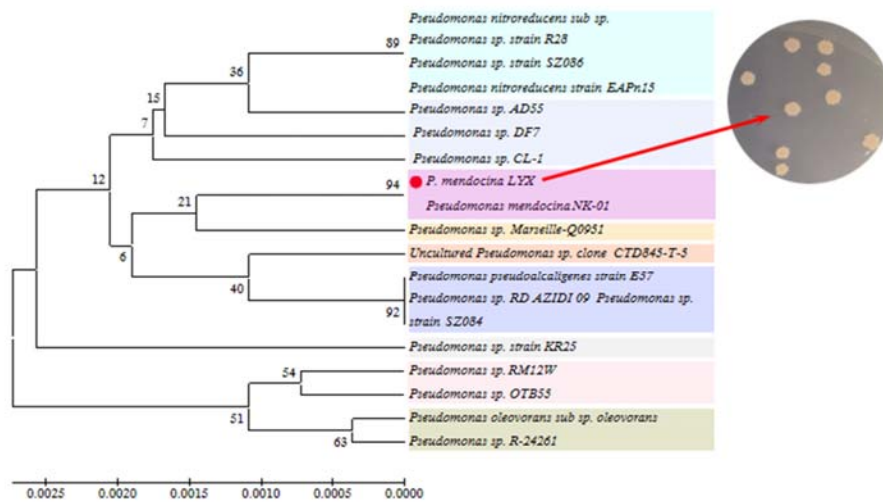 Pseudomonas nitroreducens sub sp.
89
Pseudomonas sp. strain R28
36
Pseudomonas sp. strain SZ086
Pseudomonas nitroreducens strain EAPn15
15
Pseudomonas sp. AD55
7
Pseudomonas sp. DF7
Pseudomonas sp. CL-1
12
94
P. mendocina LYX
Pseudomonas mendocina NK-01
21
Pseudomonas sp. Marseille-Q0931
6
Uncultured Pseudomonas sp. clone CTD845-T-5
Pseudomonas pseudoalcaligenes strain E57
40
Pseudomonas sp. RD AZIDI 09 Pseudomonas sp.
92
strain SZ084
Pseudomonas sp. strain KR25
54
Pseudomonas sp. RM12W
Pseudomonas sp. OTB55
51
Pseudomonas oleovorans sub sp. oleovorans
63
Pseudomonas sp. R-24261
0.0025 0.0020 0.0015 0.0010 0.0005 0.0000